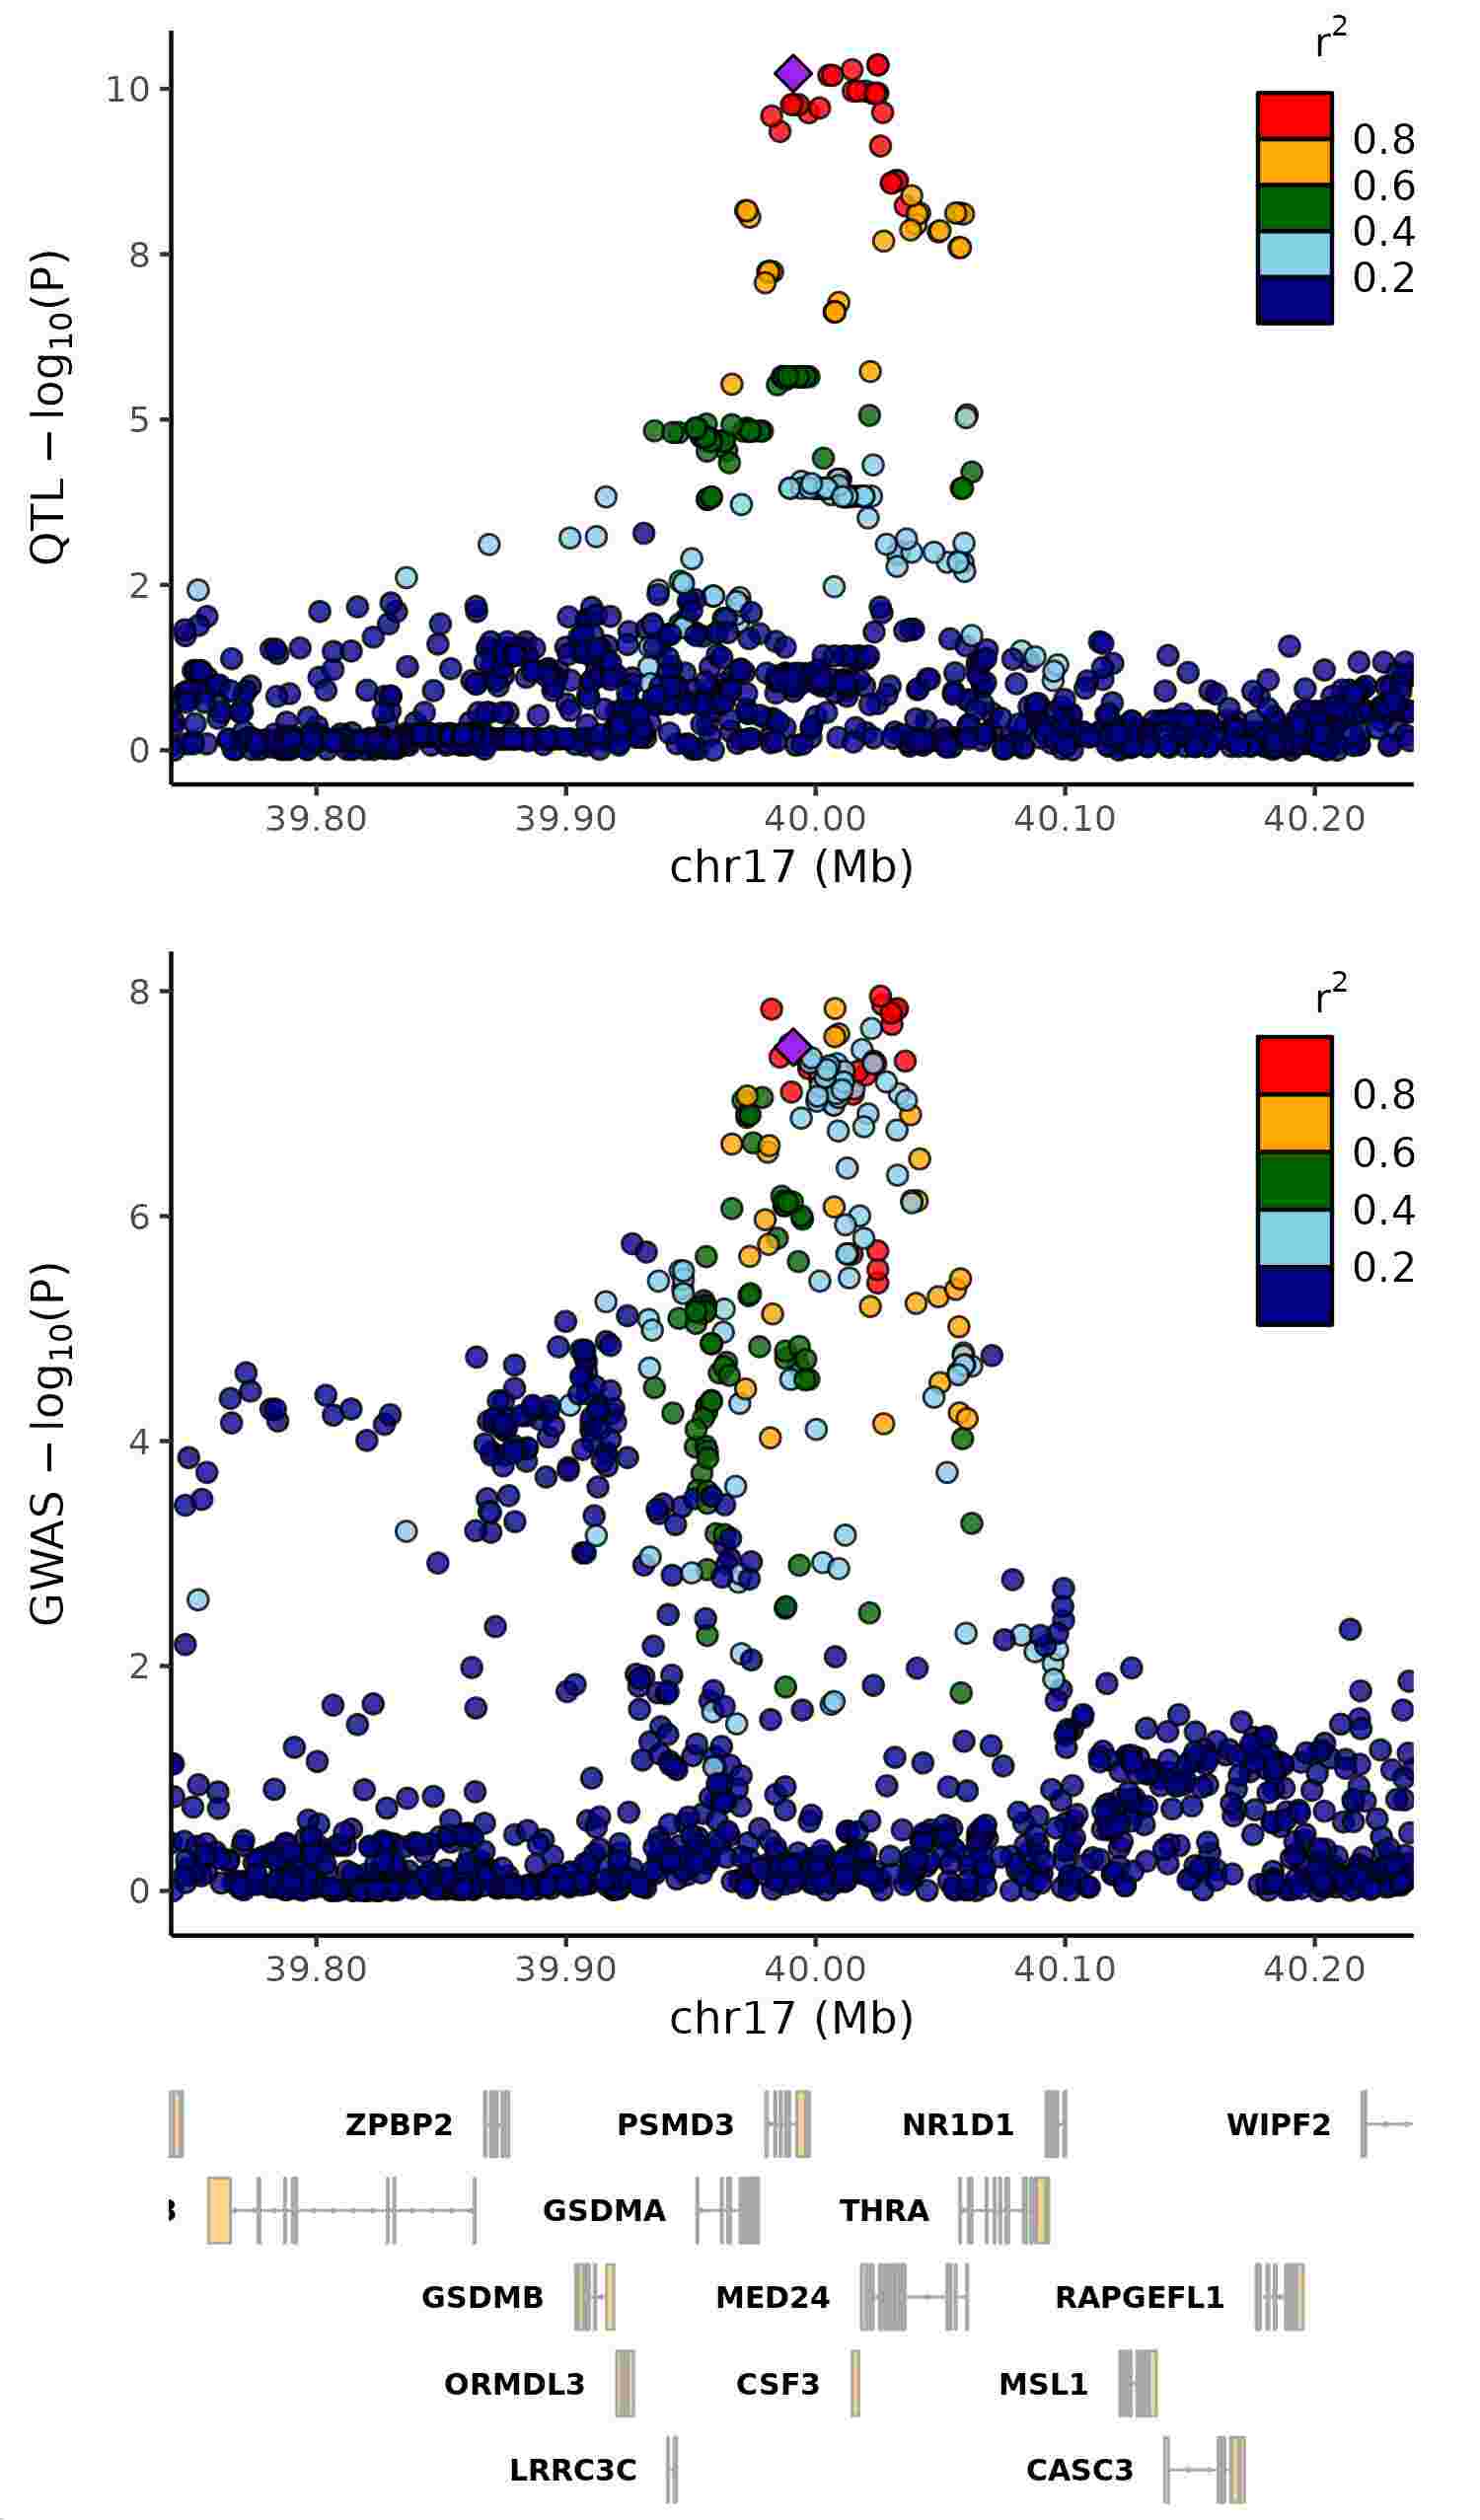 r2
10
8
5
2
0
0.8
0.6
0.4
0.2
QTL −log10(P)
39.80 39.90 40.00 40.10 40.20
chr17 (Mb)
r2
8
6
4
2
0
0.8
0.6
0.4
0.2
GWAS −log10(P)
39.80 39.90 40.00 40.10 40.20
chr17 (Mb)
ZPBP2 PSMD3 NR1D1 WIPF2
GSDMA THRA
GSDMB MED24 RAPGEFL1
ORMDL3 CSF3 MSL1
LRRC3C CASC3